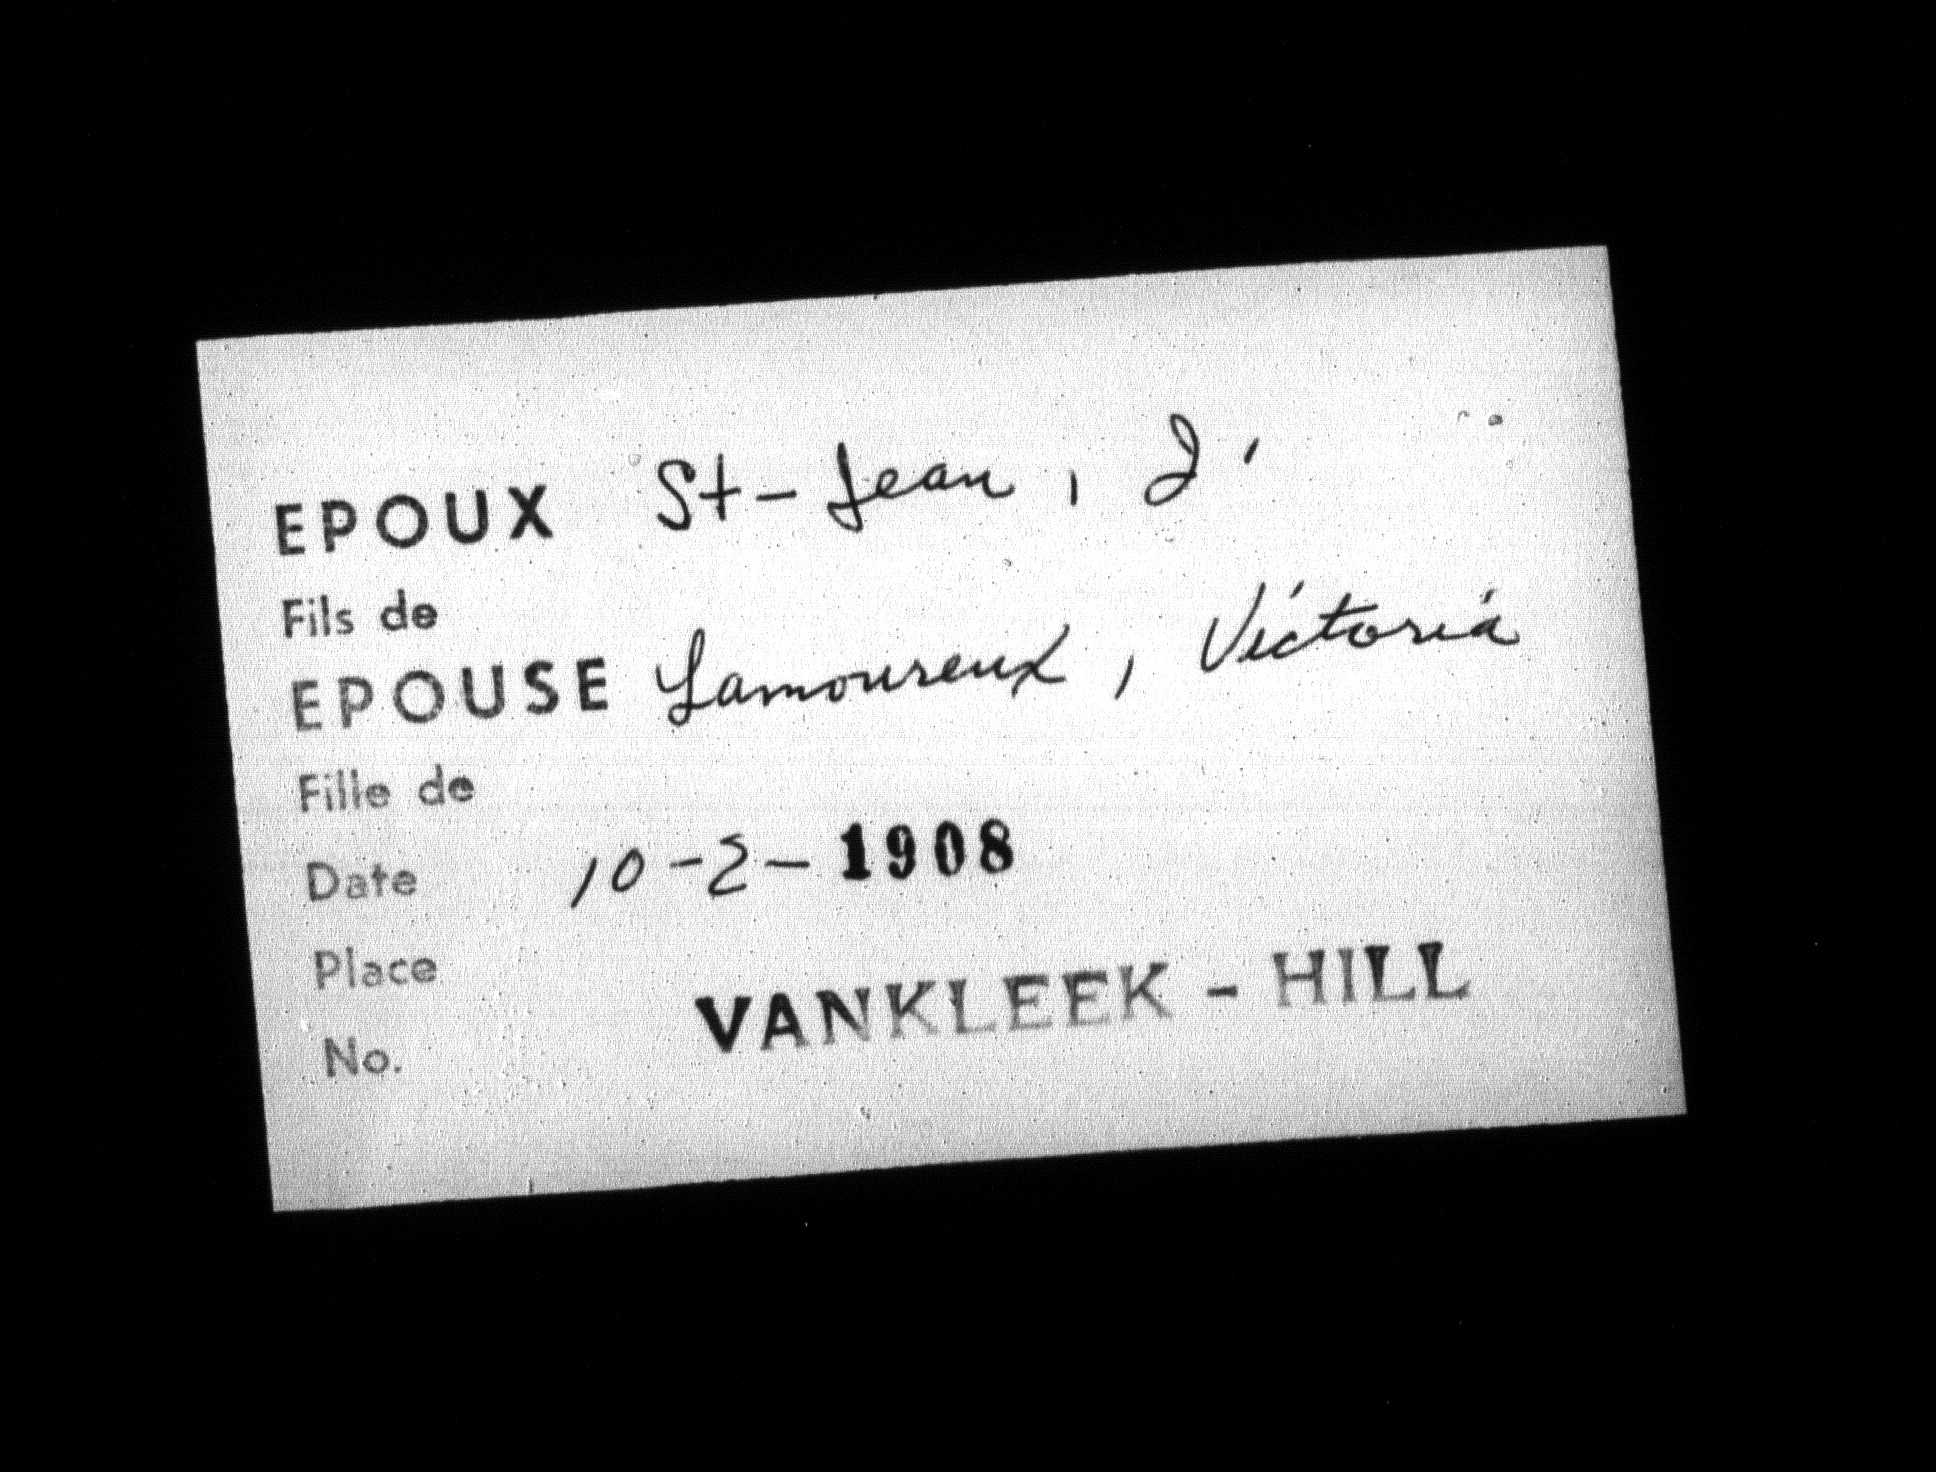 EPOUX St-Jean, J'
Fils de
EPOUSE Lamoureux, Victoria
Fille de
Date 10-2-1908
Place VANKLEEK - HILL
No.